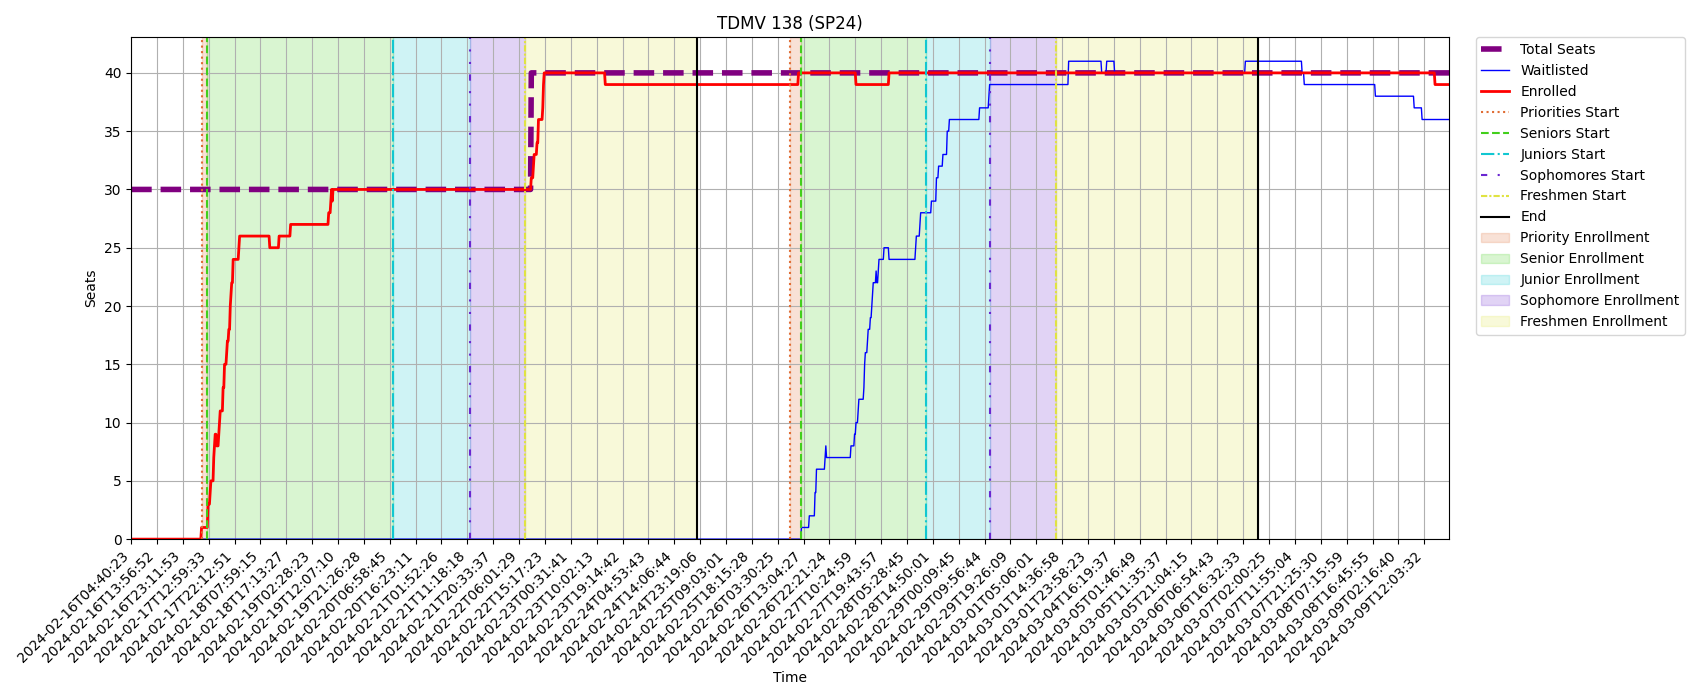 TDMV 138 (SP24)
Seats
40
35
30
25
20
15
10
5
0
2024-02-16T04:40:23
2024-02-16T13:56:52
2024-02-16T23:11:53
2024-02-17T12:59:33
2024-02-17T22:12:51
2024-02-18T07:59:15
2024-02-18T17:13:27
2024-02-19T02:28:23
2024-02-19T12:07:10
2024-02-19T21:26:28
2024-02-20T06:58:45
2024-02-20T16:23:11
2024-02-21T01:52:26
2024-02-21T11:18:18
2024-02-21T20:33:37
2024-02-22T06:01:29
2024-02-22T15:17:23
2024-02-23T00:31:41
2024-02-23T10:02:13
2024-02-23T19:14:42
2024-02-24T04:53:43
2024-02-24T14:06:44
2024-02-24T23:19:06
2024-02-25T09:03:01
2024-02-25T18:15:28
2024-02-26T03:30:25
2024-02-26T13:04:27
2024-02-26T22:21:24
2024-02-27T10:24:59
2024-02-27T19:43:57
2024-02-28T05:28:45
2024-02-28T14:50:01
2024-02-29T00:09:45
2024-02-29T09:56:44
2024-02-29T19:26:09
2024-03-01T05:06:01
2024-03-01T14:36:58
2024-03-01T23:58:23
2024-03-04T16:19:37
2024-03-05T01:46:49
2024-03-05T11:35:37
2024-03-05T21:04:15
2024-03-06T06:54:43
2024-03-06T16:32:33
2024-03-07T02:00:25
2024-03-07T11:55:04
2024-03-07T21:25:30
2024-03-08T07:15:59
2024-03-08T16:45:55
2024-03-09T02:16:40
2024-03-09T12:03:32
Time
Total Seats
Waitlisted
Enrolled
Priorities Start
Seniors Start
Juniors Start
Sophomores Start
Freshmen Start
End
Priority Enrollment
Senior Enrollment
Junior Enrollment
Sophomore Enrollment
Freshmen Enrollment